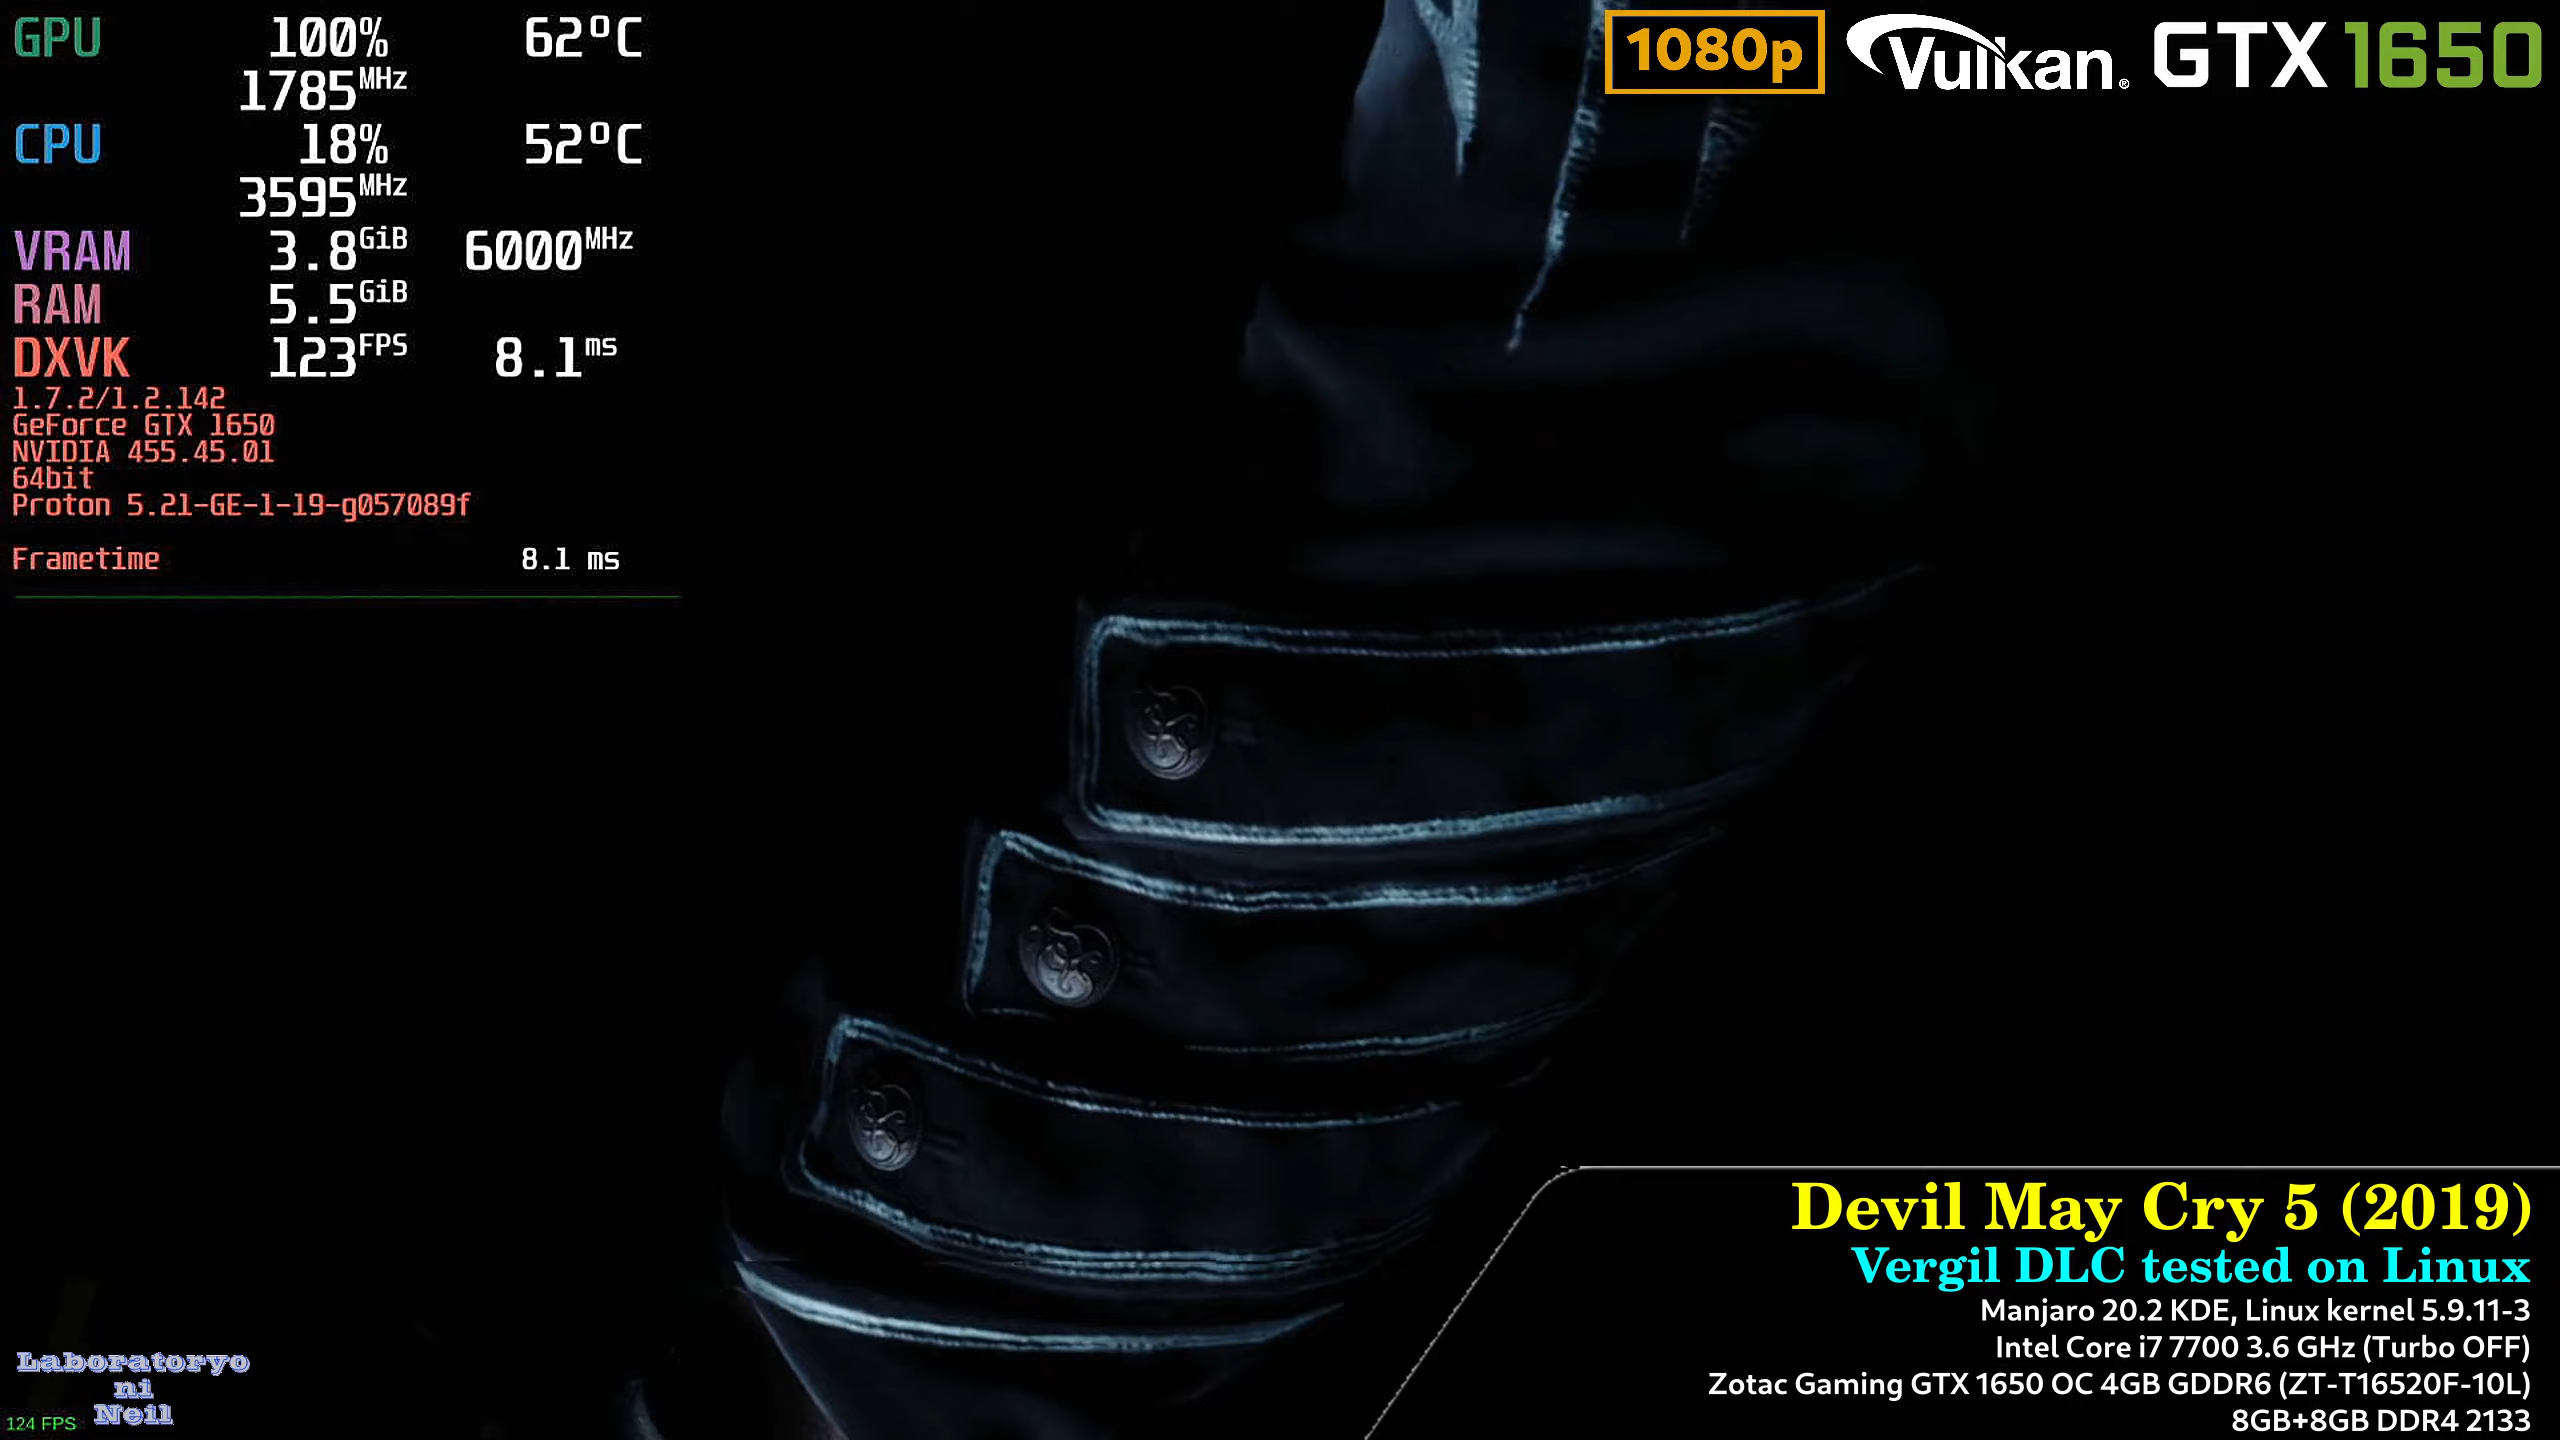 GPU 100% 62°C
1785MHz
CPU 18% 52°C
3595MHz
VRAM 3.8GiB 6000MHz
RAM 5.5GiB
DXVK 123FPS 8.1ms
1.7.2/1.2.142
GeForce GTX 1650
NVIDIA 455.45.01
64bit
Proton 5.21-GE-1-19-g057089f
Frametime 8.1 ms
1080p Vulkan® GTX 1650
Devil May Cry 5 (2019)
Vergil DLC tested on Linux
Manjaro 20.2 KDE, Linux kernel 5.9.11-3
Intel Core i7 7700 3.6 GHz (Turbo OFF)
Zotac Gaming GTX 1650 OC 4GB GDDR6 (ZT-T16520F-10L)
8GB+8GB DDR4 2133
Laboratoryo
ni
Neil
124 FPS